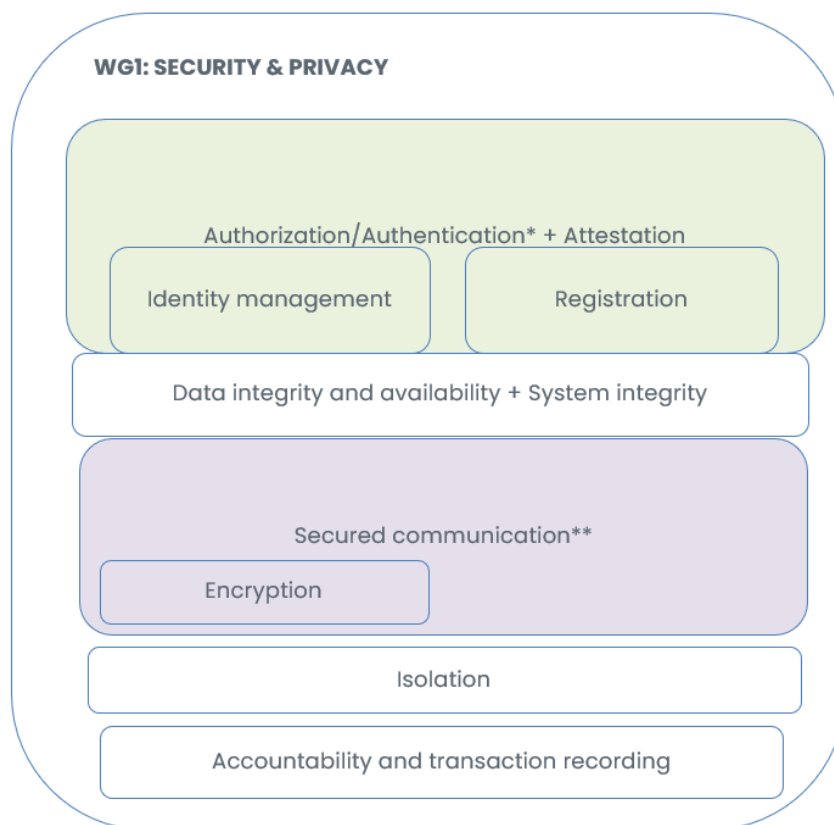 WG1: SECURITY & PRIVACY
Authorization/Authentication* + Attestation
Identity management
Registration
Data integrity and availability + System integrity
Secured communication**
Encryption
Isolation
Accountability and transaction recording